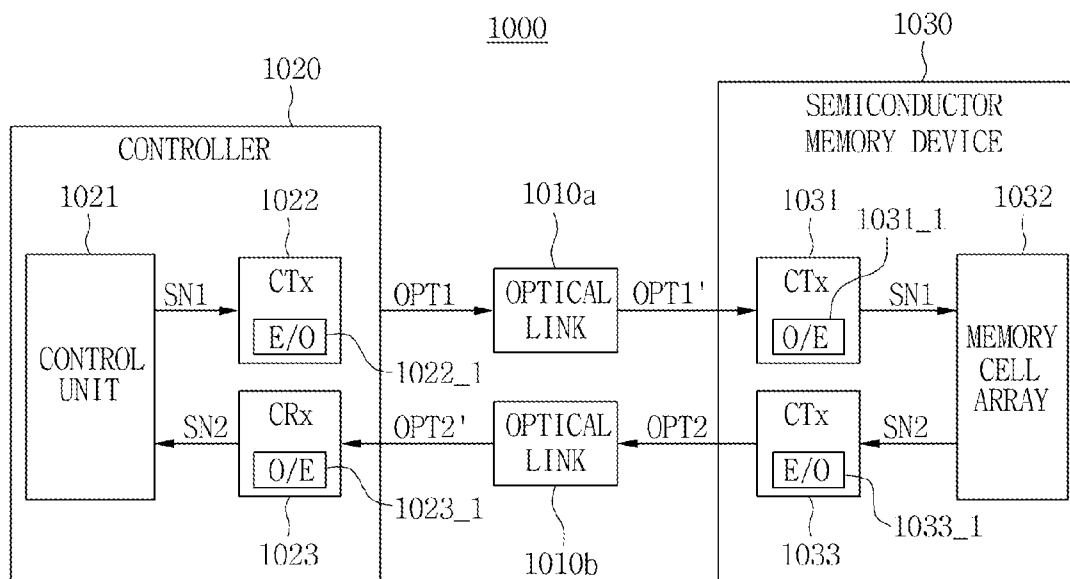 1000
1030
1020
SEMICONDUCTOR
MEMORY DEVICE
CONTROLLER
1021
1022
1010a
1031
1031_1
1032
CTx
E/O
SN1
OPT1
OPTICAL
LINK
OPT1'
CTx
O/E
SN1
CONTROL
UNIT
1022_1
MEMORY
CELL
ARRAY
SN2
CRx
O/E
OPT2'
OPTICAL
LINK
OPT2
CTx
E/O
SN2
1023
1023_1
1010b
1033
1033_1